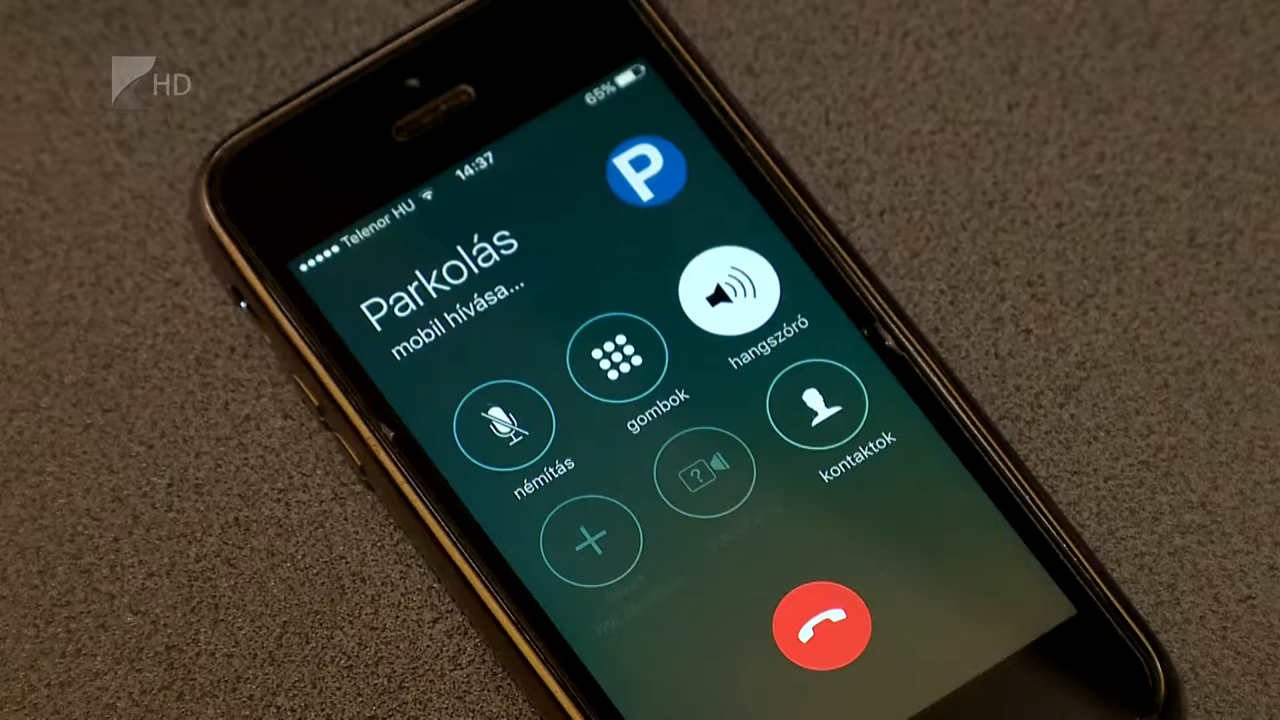 HD
Telenor HU 14:37 65%
P
Parkolás
mobil hívása...
némítás
gombok
hangszóró
kontaktok
?